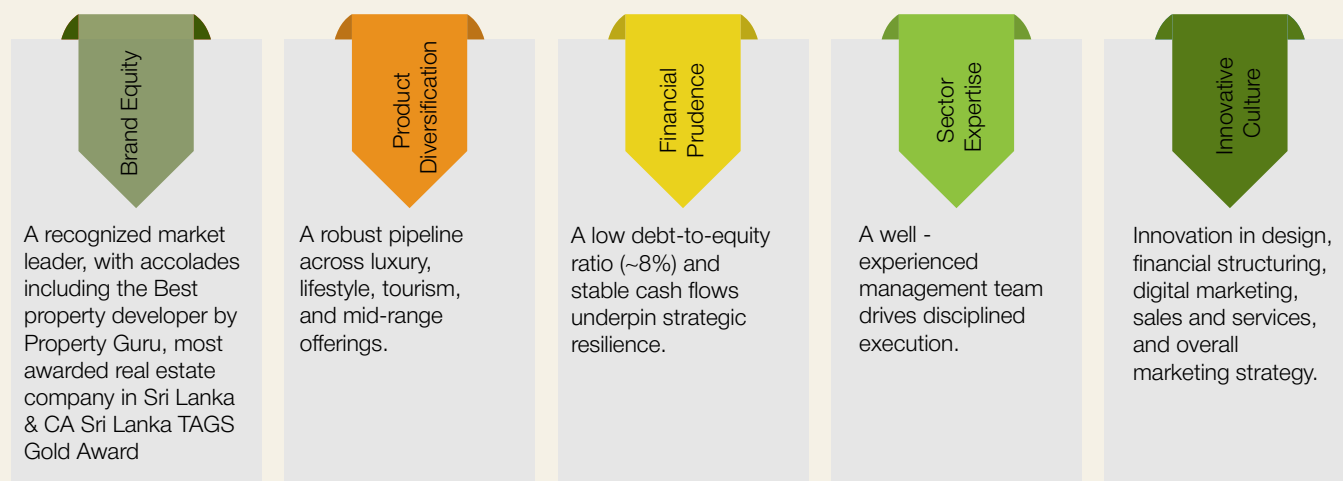 Brand Equity
A recognized market
leader, with accolades
including the Best
property developer by
Property Guru, most
awarded real estate
company in Sri Lanka
& CA Sri Lanka TAGS
Gold Award
Product
Diversification
A robust pipeline
across luxury,
lifestyle, tourism,
and mid-range
offerings.
Financial
Prudence
A low debt-to-equity
ratio (~8%) and
stable cash flows
underpin strategic
resilience.
Sector
Expertise
A well -
experienced
management team
drives disciplined
execution.
Innovative
Culture
Innovation in design,
financial structuring,
digital marketing,
sales and services,
and overall
marketing strategy.